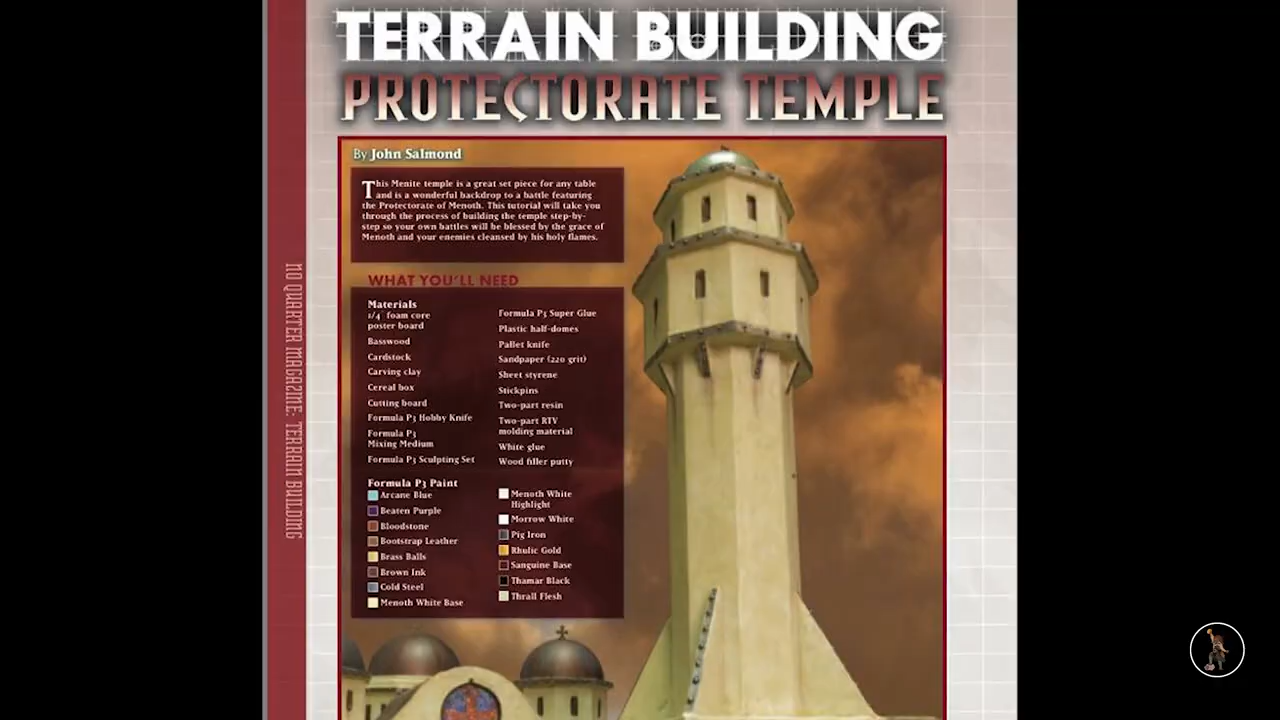 TERRAIN BUILDING
PROTECTORATE TEMPLE
By John Salmond
This Menite temple is a great set piece for any table
and is a wonderful backdrop to a battle featuring
the Protectorate of Menoth. This tutorial will take you
through the process of building the temple step-by-
step so your own battles will be blessed by the grace of
Menoth and your enemies cleansed by his holy flames.
WHAT YOU'LL NEED
Materials
1/4" foam core
poster board
Basswood
Cardstock
Carving clay
Cereal box
Cutting board
Formula P3 Hobby Knife
Formula P3
Mixing Medium
Formula P3 Sculpting Set
Formula P3 Super Glue
Plastic half-domes
Pallet knife
Sandpaper (220 grit)
Sheet styrene
Stickpins
Two-part resin
Two-part RTV
molding material
White glue
Wood filler putty
Formula P3 Paint
Arcane Blue
Beaten Purple
Bloodstone
Bootstrap Leather
Brass Balls
Brown Ink
Cold Steel
Menoth White Base
Menoth White
Highlight
Morrow White
Pig Iron
Rhulic Gold
Sanguine Base
Thamar Black
Thrall Flesh
NO QUARTER MAGAZINE: TERRAIN BUILDING